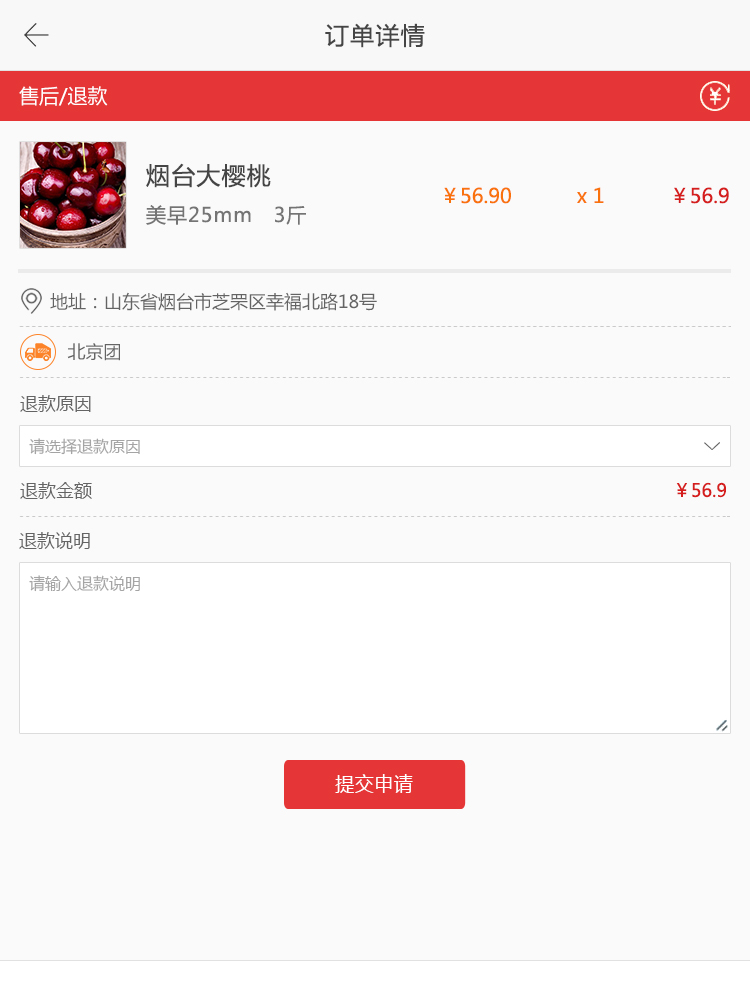 订单详情
售后/退款
烟台大樱桃
美早25mm 3斤
¥ 56.90 x 1 ¥ 56.9
地址：山东省烟台市芝罘区幸福北路18号
北京团
退款原因
请选择退款原因
退款金额 ¥ 56.9
退款说明
请输入退款说明
提交申请